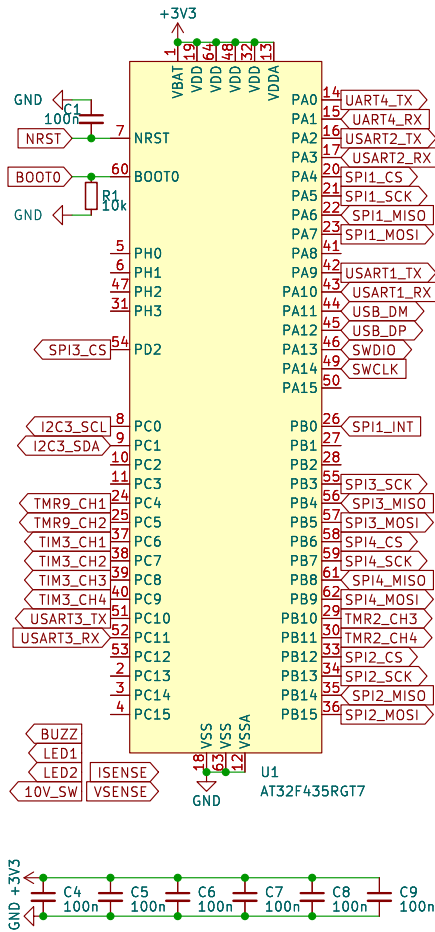 +3V3
1 19 64 48 32 13
VBAT VDD VDD VDD VDD VDDA
GND
C1
100n
NRST 7 NRST
BOOT0 60 BOOT0
R1
10k
GND
5 PH0
6 PH1
47 PH2
31 PH3
SPI3_CS 54 PD2
I2C3_SCL 8 PC0
I2C3_SDA 9 PC1
10 PC2
11 PC3
TMR9_CH1 24 PC4
TMR9_CH2 25 PC5
TIM3_CH1 37 PC6
TIM3_CH2 38 PC7
TIM3_CH3 39 PC8
TIM3_CH4 40 PC9
USART3_TX 51 PC10
USART3_RX 52 PC11
53 PC12
2 PC13
3 PC14
4 PC15
PA0 14 UART4_TX
PA1 15 UART4_RX
PA2 16 USART2_TX
PA3 17 USART2_RX
PA4 20 SPI1_CS
PA5 21 SPI1_SCK
PA6 22 SPI1_MISO
PA7 23 SPI1_MOSI
PA8 41
PA9 42 USART1_TX
PA10 43 USART1_RX
PA11 44 USB_DM
PA12 45 USB_DP
PA13 46 SWDIO
PA14 49 SWCLK
PA15 50
PB0 26 SPI1_INT
PB1 27
PB2 28
PB3 55 SPI3_SCK
PB4 56 SPI3_MISO
PB5 57 SPI3_MOSI
PB6 58 SPI4_CS
PB7 59 SPI4_SCK
PB8 61 SPI4_MISO
PB9 62 SPI4_MOSI
PB10 29 TMR2_CH3
PB11 30 TMR2_CH4
PB12 33 SPI2_CS
PB13 34 SPI2_SCK
PB14 35 SPI2_MISO
PB15 36 SPI2_MOSI
VSS VSS VSSA
18 63 12
GND
U1
AT32F435RGT7
BUZZ
LED1
LED2 ISENSE
10V_SW VSENSE
+3V3
GND
C4
100n
C5
100n
C6
100n
C7
100n
C8
100n
C9
100n